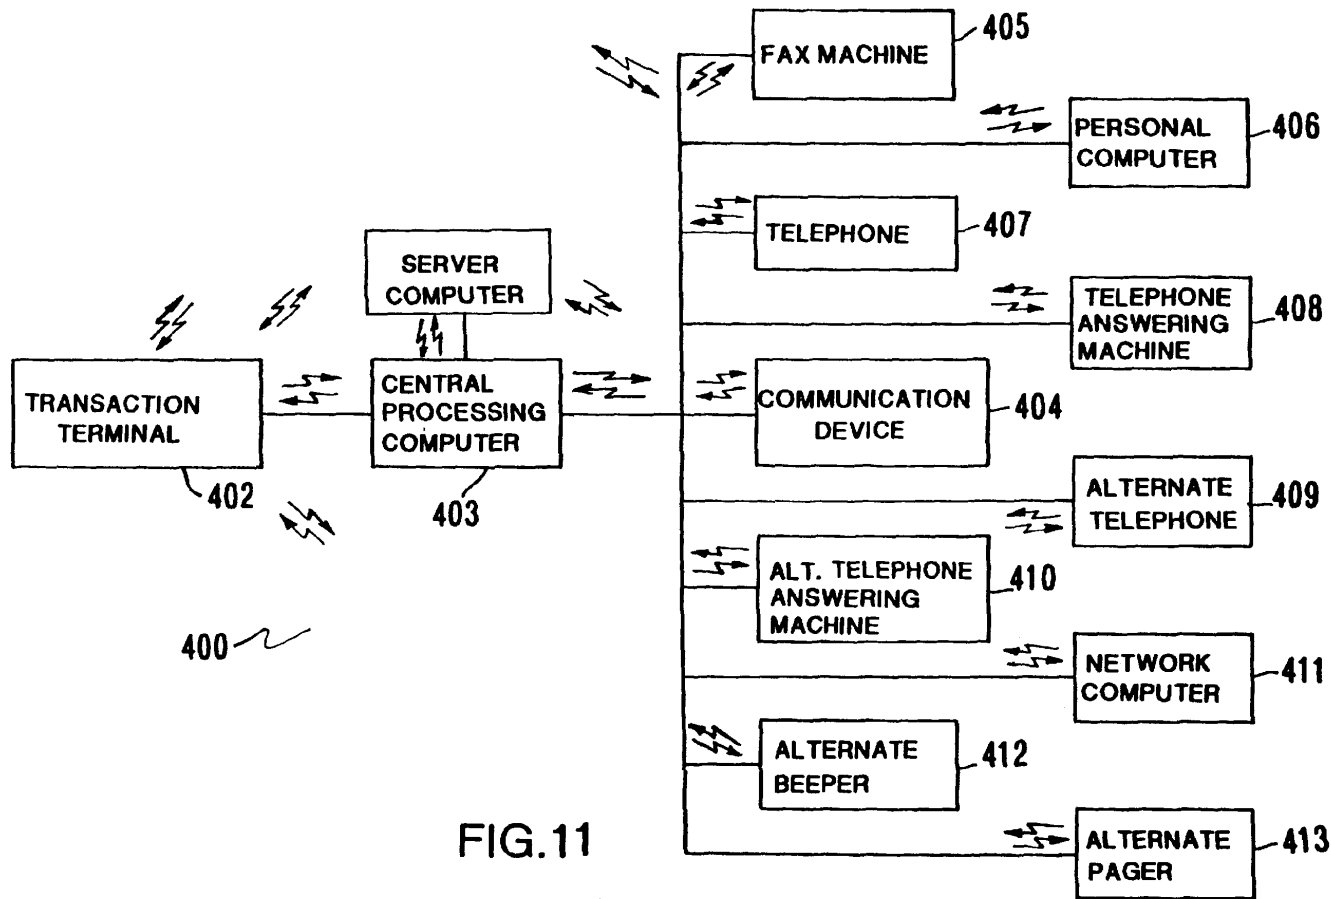 FAX MACHINE
405
PERSONAL
COMPUTER
406
TELEPHONE
407
SERVER
COMPUTER
TELEPHONE
ANSWERING
MACHINE
408
TRANSACTION
TERMINAL
402
CENTRAL
PROCESSING
COMPUTER
403
COMMUNICATION
DEVICE
404
ALTERNATE
TELEPHONE
409
ALT. TELEPHONE
ANSWERING
MACHINE
410
400
NETWORK
COMPUTER
411
ALTERNATE
BEEPER
412
FIG.11
ALTERNATE
PAGER
413